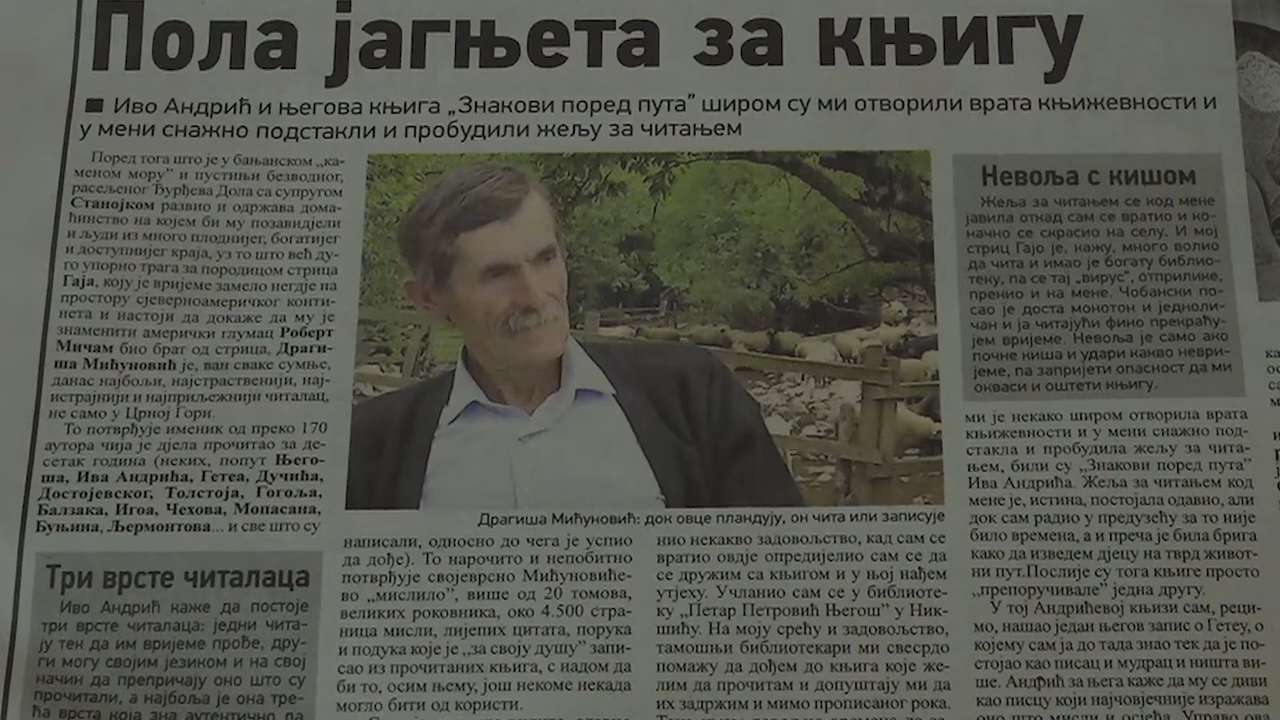 Пола јагњета за књигу
Иво Андрић и његова књига „Знакови поред пута” широм су ми отворили врата књижевности и
у мени снажно подстакли и пробудили жељу за читањем
Поред тога што је у бањанском „ка-
меном мору” и пустињи безводног,
расељеног Ђурђева Дола са супругом
Станојком развио и одржава дома-
ћинство на којем би му позавидјели
и људи из много плоднијег, богатијег
и доступнијег краја, уз то што већ ду-
го упорно трага за породицом стрица
Гаја, коју је вријеме замело негдје на
простору сјеверноамеричког конти-
нета и настоји да докаже да му је
знаменити амерички глумац Роберт
Мичам био брат од стрица, Драги-
ша Мићуновић је, ван сваке сумње,
данас најбољи, најстраственији, нај-
истрајнији и најприљежнији читалац,
не само у Црној Гори.
То потврђује именик од преко 170
аутора чија је дјела прочитао за де-
сетак година (неких, попут Њего-
ша, Ива Андрића, Гетеа, Дучића,
Достојевског, Толстоја, Гогоља,
Балзака, Игоа, Чехова, Мопасана,
Буњина, Љермонтова... и све што су
Три врсте читалаца
Иво Андрић каже да постоје
три врсте читалаца: једни чита-
ју тек да им вријеме прође, дру-
ги могу својим језиком и на свој
начин да препричају оно што су
прочитали, а најбоља је она тре-
ћа врста која зна аутентично да
Драгиша Мићуновић: док овце пландују, он чита или записује
написали, односно до чега је успио
да дође). То нарочито и непобитно
потврђује својеврсно Мићуновиће-
во „мислило”, више од 20 томова,
великих роковника, око 4.500 стра-
ница мисли, лијепих цитата, порука
и подука које је „за своју душу” запи-
сао из прочитаних књига, с надом да
би то, осим њему, још некоме некада
могло бити од користи.
нио некакво задовољство, кад сам се
вратио овдје опредијелио сам се да
се дружим са књигом и у њој нађем
утјеху. Учланио сам се у библиоте-
ку „Петар Петровић Његош” у Ник-
шићу. На моју срећу и задовољство,
тамошњи библиотекари ми свесрдо
помажу да дођем до књига које же-
лим да прочитам и допуштају ми да
их задржим и мимо прописаног рока.
Невоља с кишом
Жеља за читањем се код мене
јавила откад сам се вратио и ко-
начно се скрасио на селу. И мој
стриц Гајо је, кажу, много волио
да чита и имао је богату библио-
теку, па се тај „вирус”, отприлике,
пренио и на мене. Чобански по-
сао је доста монотон и једноли-
чан и ја читајући фино прекраћу-
јем вријеме. Невоља је само ако
почне киша и удари какво неври-
јеме, па запријети опасност да ми
окваси и оштети књигу.
ми је некако широм отворила врата
књижевности и у мени снажно под-
стакла и пробудила жељу за чита-
њем, били су „Знакови поред пута”
Ива Андрића. Жеља за читањем код
мене је, истина, постојала одавно, али
док сам радио у предузећу за то није
било времена, а и преча је била брига
како да изведем дјецу на тврд живот-
ни пут.Послије су тога књиге просто
„препоручивале” једна другу.
У тој Андрићевој књизи сам, реци-
мо, нашао један његов запис о Гетеу, о
којему сам ја до тада знао тек да је по-
стојао као писац и мудрац и ништа ви-
ше. Андрић за њега каже да му се диви
као писцу који најчовјечније изражава